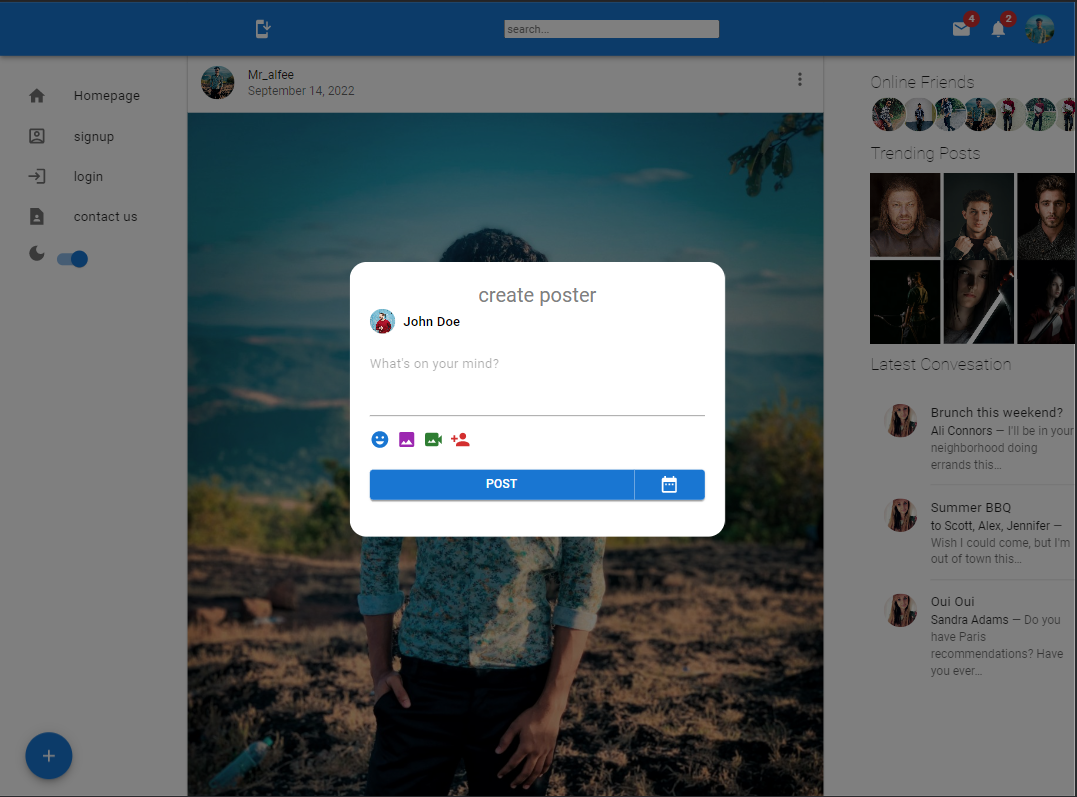 search...
4
2
Homepage
signup
login
contact us
Mr_alfee
September 14, 2022
create poster
John Doe
What's on your mind?
POST
+
Online Friends
Trending Posts
Latest Convesation
Brunch this weekend?
Ali Connors — I'll be in your
neighborhood doing
errands this…
Summer BBQ
to Scott, Alex, Jennifer —
Wish I could come, but I'm
out of town this…
Oui Oui
Sandra Adams — Do you
have Paris
recommendations? Have
you ever…